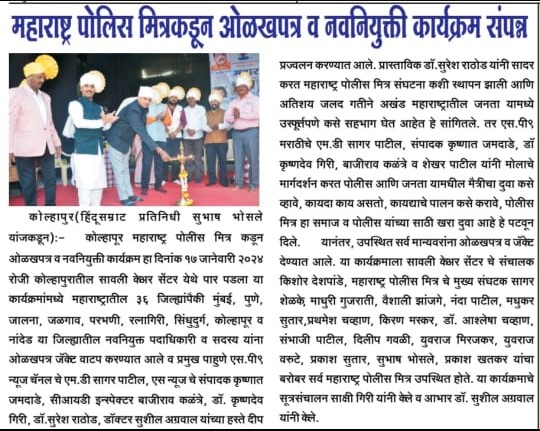 महाराष्ट्र पोलिस मित्रकडून ओळखपत्र व नवनियुक्ती कार्यक्रम संपन्न
कोल्हापुर(हिंदूसम्राट प्रतिनिधी सुभाष भोसले
यांजकडून):- कोल्हापूर महाराष्ट्र पोलिस मित्र कडून
ओळखपत्र व नवनियुक्ती कार्यक्रम हा दिनांक १७ जानेवारी २०२४
रोजी कोल्हापुरातील सावली केअर सेंटर येथे पार पडला या
कार्यक्रमांमध्ये महाराष्ट्रातील ३६ जिल्ह्यांपैकी मुंबई, पुणे,
जालना, जळगाव, परभणी, रत्नागिरी, सिंधुदुर्ग, कोल्हापूर व
नांदेड या जिल्ह्यातील नवनियुक्त पदाधिकारी व सदस्य यांना
ओळखपत्र जॅकेट वाटप करण्यात आले व प्रमुख पाहुणे एस.पी९
न्यूज चॅनल चे एम.डी सागर पाटील, एस न्यूज चे संपादक कृष्णात
जमदाडे, सीआयडी इन्स्पेक्टर बाजीराव कळंत्रे, डॉ. कृष्णदेव
गिरी, डॉ.सुरेश राठोड, डॉक्टर सुशील अग्रवाल यांच्या हस्ते दीप
प्रज्वलन करण्यात आले. प्रास्ताविक डॉ.सुरेश राठोड यांनी सादर
करत महाराष्ट्र पोलीस मित्र संघटना कशी स्थापन झाली आणि
अतिशय जलद गतीने अखंड महाराष्ट्रातील जनता यामध्ये
उस्फूर्तपणे कसे सहभाग घेत आहेत हे सांगितले. तर एस.पी९
मराठीचे एम.डी सागर पाटील, संपादक कृष्णात जमदाडे, डॉ
कृष्णदेव गिरी, बाजीराव कळंत्रे व शेखर पाटील यांनी मोलाचे
मार्गदर्शन करत पोलीस आणि जनता यामधील मैत्रीचा दुवा कसे
व्हावे, कायदा काय असतो, कायद्याचे पालन कसे करावे, पोलिस
मित्र हा समाज व पोलीस यांच्या साठी खरा दुवा आहे हे पटवून
दिले. यानंतर, उपस्थित सर्व मान्यवरांना ओळखपत्र व जॅकेट
देण्यात आले. या कार्यक्रमाला सावली केअर सेंटर चे संचालक
किशोर देशपांडे, महाराष्ट्र पोलिस मित्र चे मुख्य संघटक सागर
शेळके, माधुरी गुजराती, वैशाली झांजगे, नंदा पाटील, मधुकर
सुतार,प्रथमेश चव्हाण, किरण मस्कर, डॉ. आश्लेषा चव्हाण,
संभाजी पाटील, दिलीप गवळी, युवराज मिरजकर, युवराज
वरुटे, प्रकाश सुतार, सुभाष भोसले, प्रकाश खतकर यांचा
बरोबर सर्व महाराष्ट्र पोलीस मित्र उपस्थित होते. या कार्यक्रमाचे
सूत्रसंचालन साक्षी गिरी यांनी केले व आभार डॉ. सुशील अग्रवाल
यांनी केले.